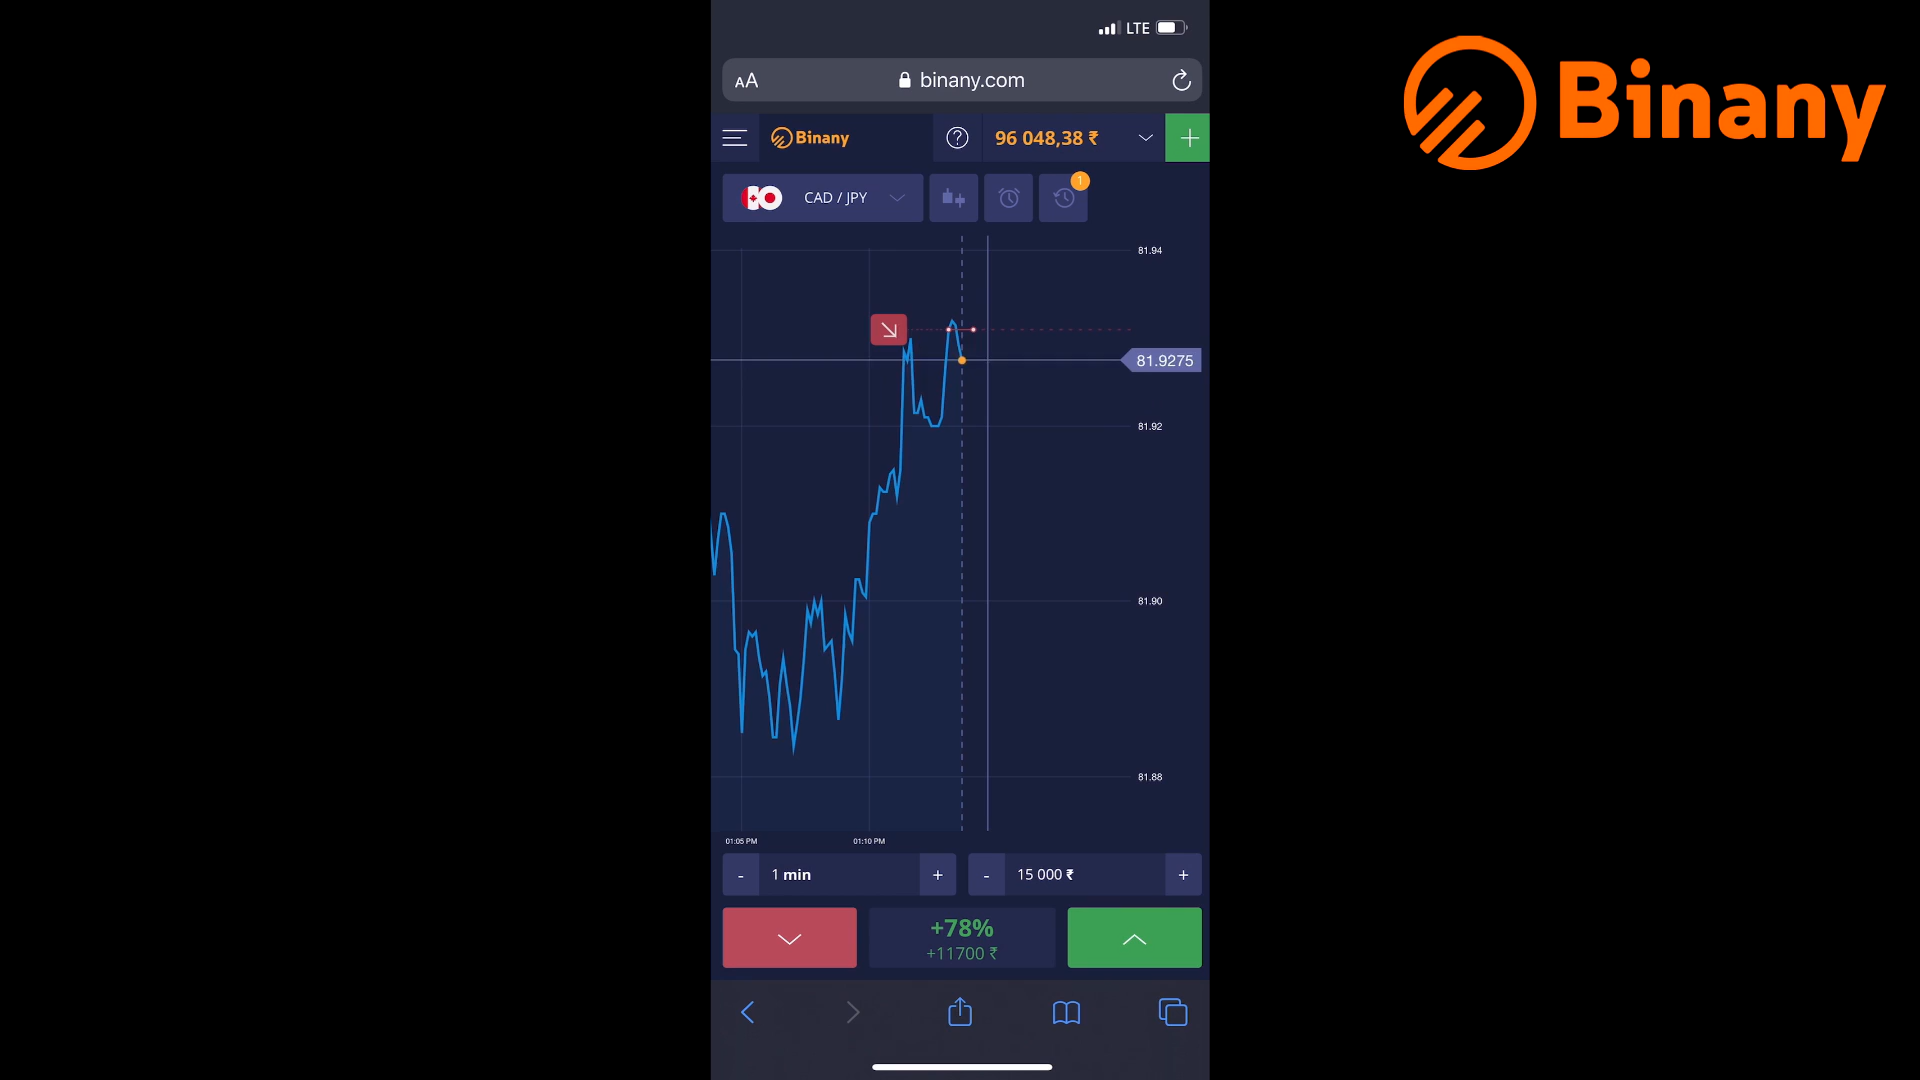 LTE
AA binany.com
Binany
Binany ? 96 048,38 ₹ +
CAD / JPY 1
81.94
81.9275
81.92
81.90
81.88
01:05 PM 01:10 PM
- 1 min + - 15 000 ₹ +
+78%
+11700 ₹